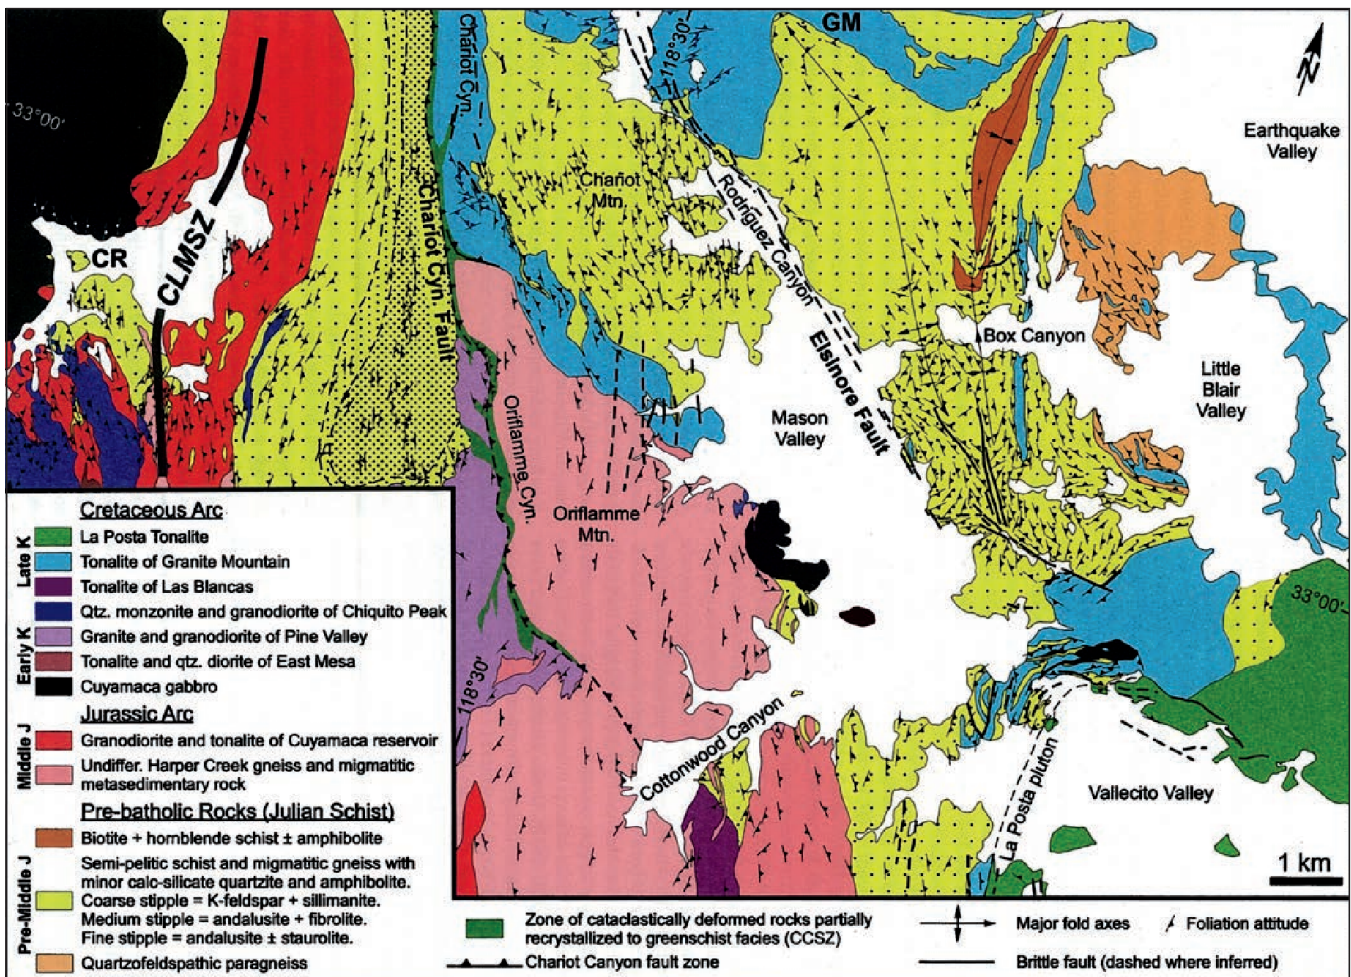 GM
N
33°00'
118°30'
Chariot Cyn.
Chariot Cyn.
Earthquake
Valley
Chariot
Mtn.
Rodriguez Canyon
Chariot Cyn. Fault
CLMSZ
CR
Box Canyon
Elsinore Fault
Little
Blair
Valley
Mason
Valley
Oriflamme Cyn.
Oriflamme
Mtn.
33°00'
118°30'
Cottonwood Canyon
La Posta pluton
Vallecito Valley
1 km
Cretaceous Arc
Late K
La Posta Tonalite
Tonalite of Granite Mountain
Tonalite of Las Blancas
Qtz. monzonite and granodiorite of Chiquito Peak
Early K
Granite and granodiorite of Pine Valley
Tonalite and qtz. diorite of East Mesa
Cuyamaca gabbro
Jurassic Arc
Middle J
Granodiorite and tonalite of Cuyamaca reservoir
Undiffer. Harper Creek gneiss and migmatitic
metasedimentary rock
Pre-batholic Rocks (Julian Schist)
Pre-Middle J
Biotite + hornblende schist ± amphibolite
Semi-pelitic schist and migmatitic gneiss with
minor calc-silicate quartzite and amphibolite.
Coarse stipple = K-feldspar + sillimanite.
Medium stipple = andalusite + fibrolite.
Fine stipple = andalusite ± staurolite.
Quartzofeldspathic paragneiss
Zone of cataclastically deformed rocks partially
recrystallized to greenschist facies (CCSZ)
Chariot Canyon fault zone
Major fold axes
Foliation attitude
Brittle fault (dashed where inferred)